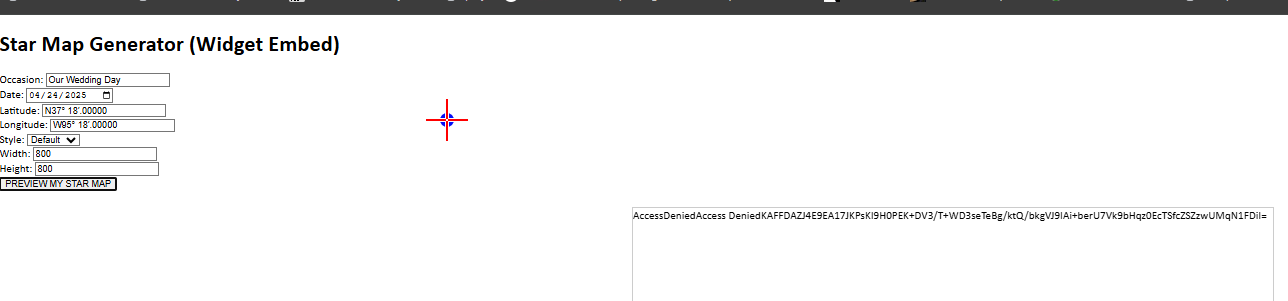 Star Map Generator (Widget Embed)
Occasion: Our Wedding Day
Date: 04/24/2025
Latitude: N37° 18'.00000
Longitude: W95° 18'.00000
Style: Default
Width: 800
Height: 800
PREVIEW MY STAR MAP
AccessDeniedAccess DeniedKAFFDAZJ4E9EA17JKPsKI9H0PEK+DV3/T+WD3seTeBg/ktQ/bkgVJ9IAi+berU7Vk9bHqz0EcTSfcZSZzwUMqN1FDiI=